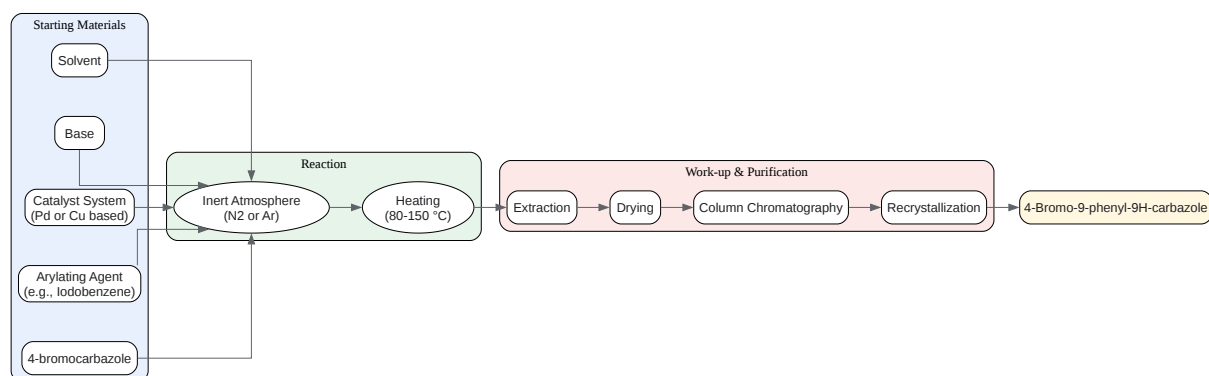 Starting Materials
Solvent
Base
Catalyst System
(Pd or Cu based)
Arylating Agent
(e.g., Iodobenzene)
4-bromocarbazole
Reaction
Inert Atmosphere
(N2 or Ar)
Heating
(80-150 °C)
Work-up & Purification
Extraction
Drying
Column Chromatography
Recrystallization
4-Bromo-9-phenyl-9H-carbazole